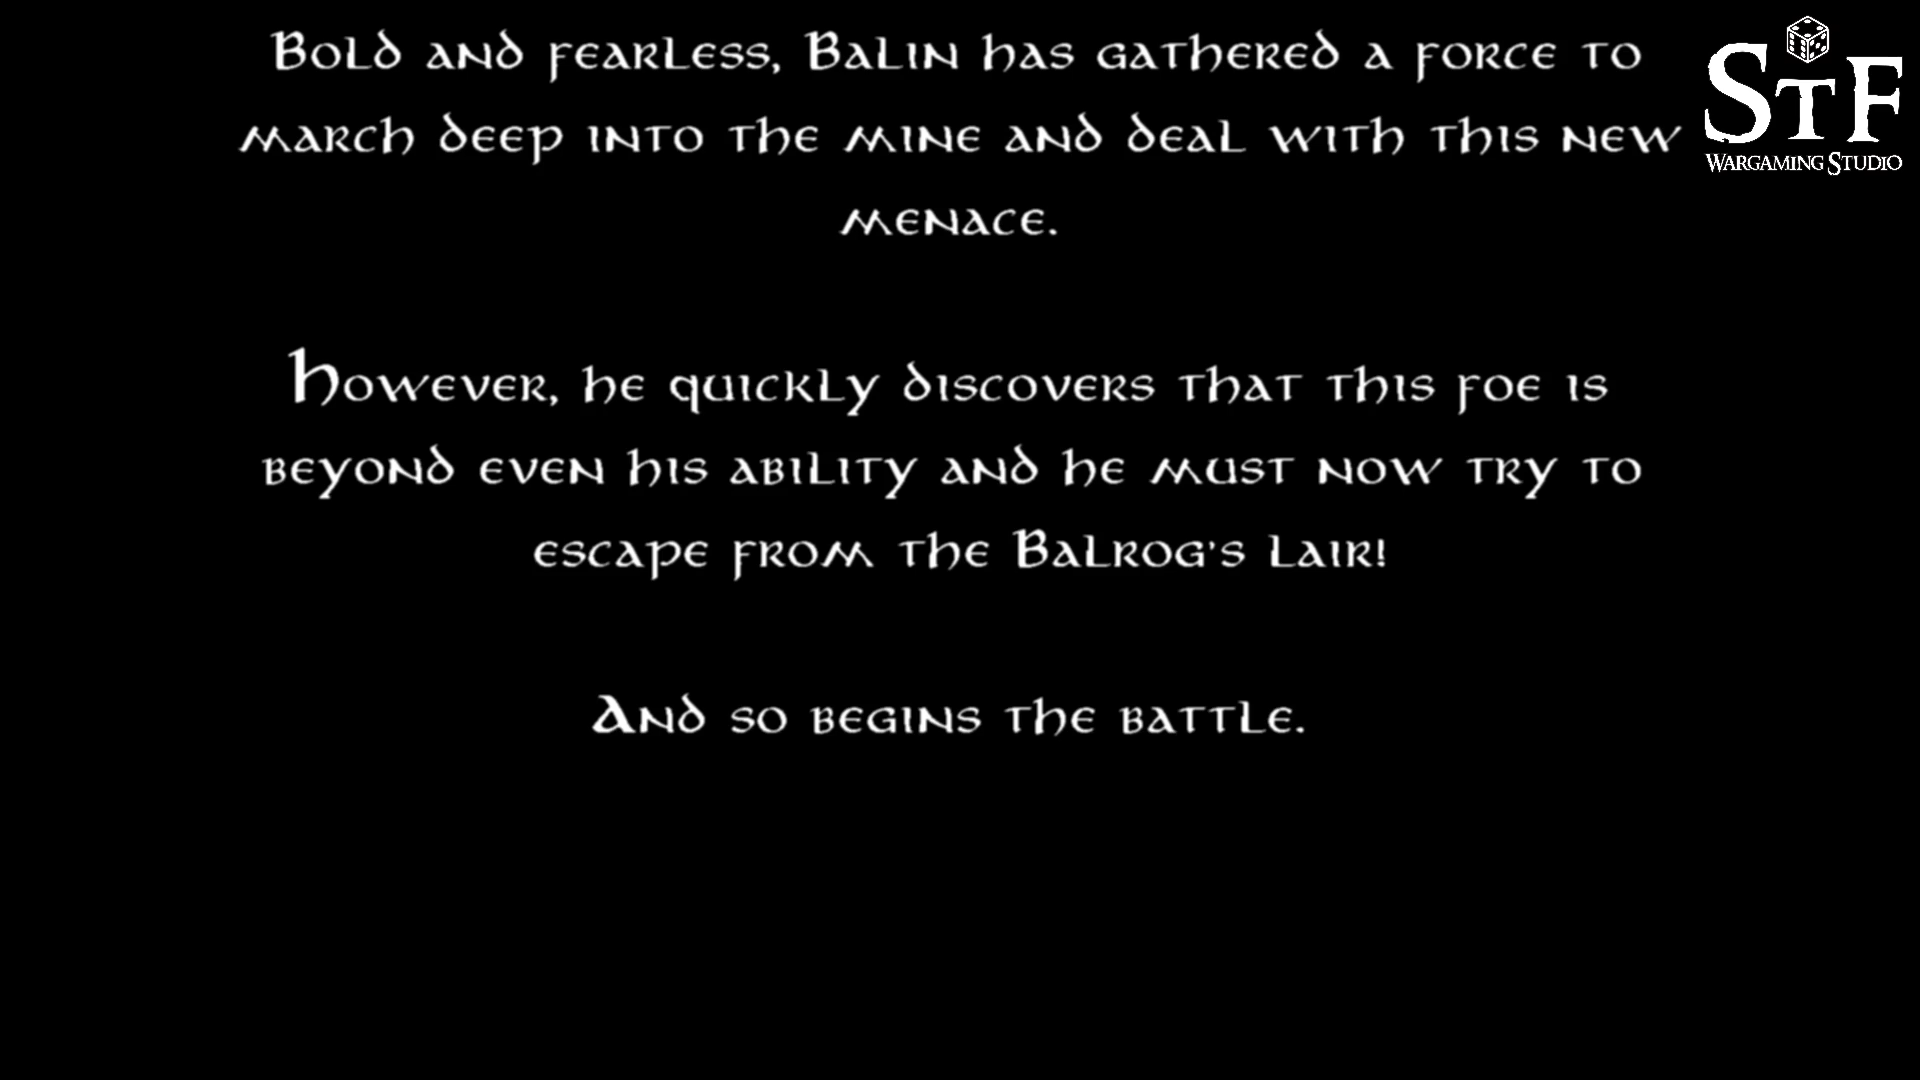 Bold and fearless, Balin has gathered a force to
march deep into the mine and deal with this new
menace.
However, he quickly discovers that this foe is
beyond even his ability and he must now try to
escape from the Balrog's lair!
And so begins the battle.
STF
Wargaming Studio